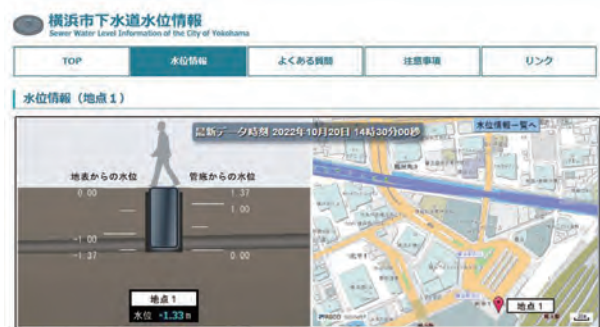 横浜市下水道水位情報
Sewer Water Level Information of the City of Yokohama
TOP
水位情報
よくある質問
注意事項
リンク
水位情報（地点１）
最新データ時刻 2022年10月20日 14時30分00秒
水位情報一覧へ
地表からの水位
管底からの水位
0.00
1.37
1.00
-1.00
-1.37
0.00
地点１
水位 -1.33m
地点１
PASCO